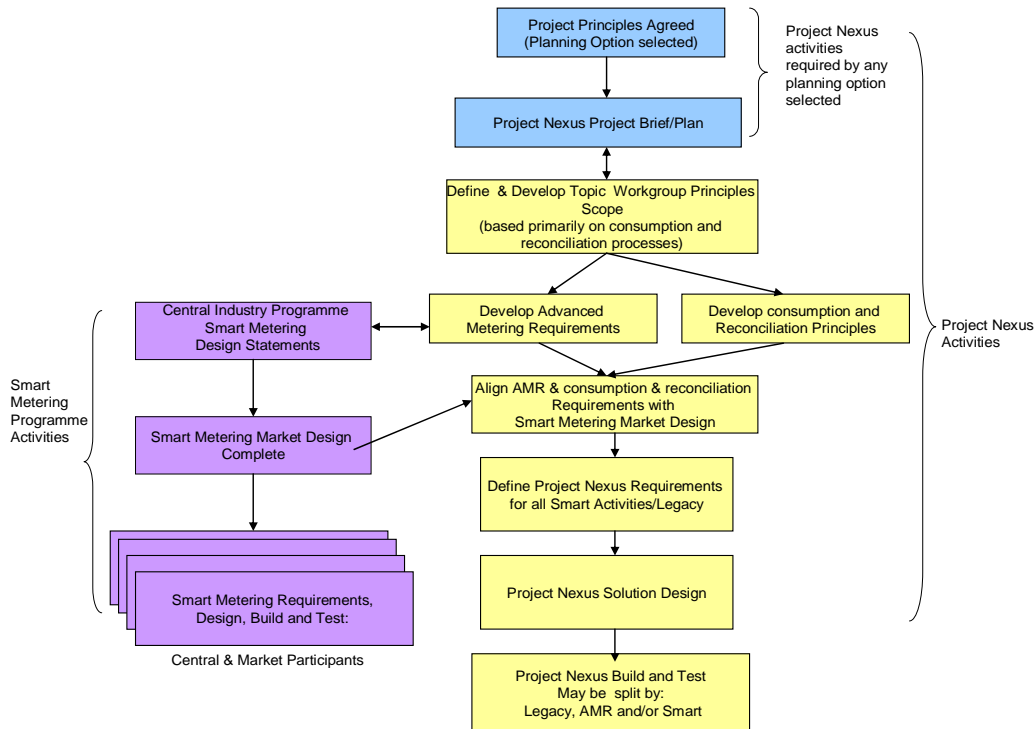 Project Principles Agreed
(Planning Option selected)
Project Nexus
activities
required by any
planning option
selected
Project Nexus Project Brief/Plan
Define & Develop Topic Workgroup Principles
Scope
(based primarily on consumption and
reconciliation processes)
Central Industry Programme
Smart Metering
Design Statements
Develop Advanced
Metering Requirements
Develop consumption and
Reconciliation Principles
Project Nexus
Activities
Smart
Metering
Programme
Activities
Align AMR & consumption & reconciliation
Requirements with
Smart Metering Market Design
Smart Metering Market Design
Complete
Define Project Nexus Requirements
for all Smart Activities/Legacy
Smart Metering Requirements,
Design, Build and Test:
Central & Market Participants
Project Nexus Solution Design
Project Nexus Build and Test
May be split by:
Legacy, AMR and/or Smart